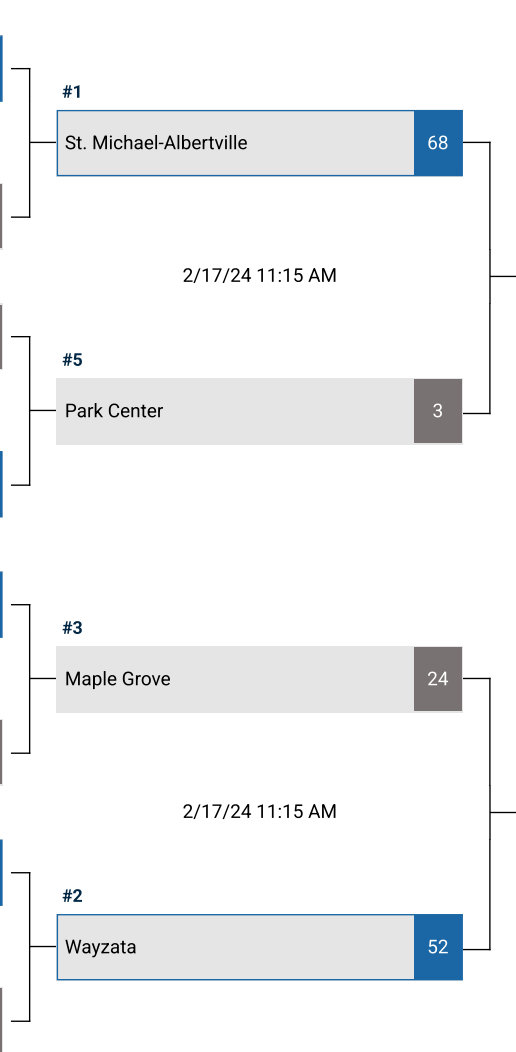 #1
St. Michael-Albertville 68
2/17/24 11:15 AM
#5
Park Center 3
#3
Maple Grove 24
2/17/24 11:15 AM
#2
Wayzata 52